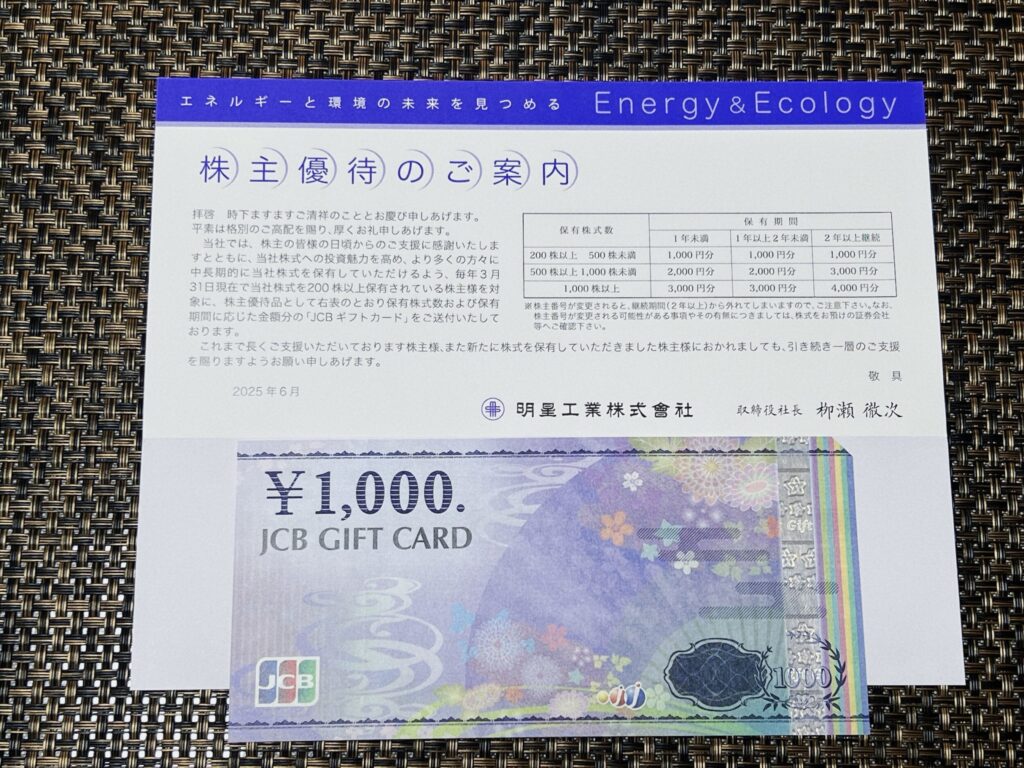 エネルギーと環境の未来を見つめる Energy & Ecology
株主優待のご案内
拝啓 時下ますますご清祥のこととお慶び申しあげます。
平素は格別のご高配を賜り、厚くお礼申しあげます。
当社では、株主の皆様の日頃からのご支援に感謝いたしま
すとともに、当社株式への投資魅力を高め、より多くの方々に
中長期的に当社株式を保有していただけるよう、毎年3月
31日現在で当社株式を200株以上保有されている株主様を対
象に、株主優待品として右表のとおり保有株式数および保有
期間に応じた金額分の「JCBギフトカード」をご送付いたして
おります。
保有株式数 保有期間
1年未満 1年以上2年未満 2年以上継続
200株以上 500株未満 1,000円分 1,000円分 1,000円分
500株以上1,000株未満 2,000円分 2,000円分 3,000円分
1,000株以上 3,000円分 3,000円分 4,000円分
※株主番号が変更されると、継続期間(2年以上)から外れてしまいますので、ご注意下さい。なお、
株主番号が変更される可能性がある事項やその有無につきましては、株式をお預けの証券会社
等へご確認下さい。
これまで長くご支援いただいております株主様、また新たに株式を保有していただきました株主様におかれましても、引き続き一層のご支援
を賜りますようお願い申しあげます。
敬具
2025年6月
明星工業株式會社 取締役社長 柳瀬 徹次
¥1,000.
JCB GIFT CARD
Gift
JCB
1000